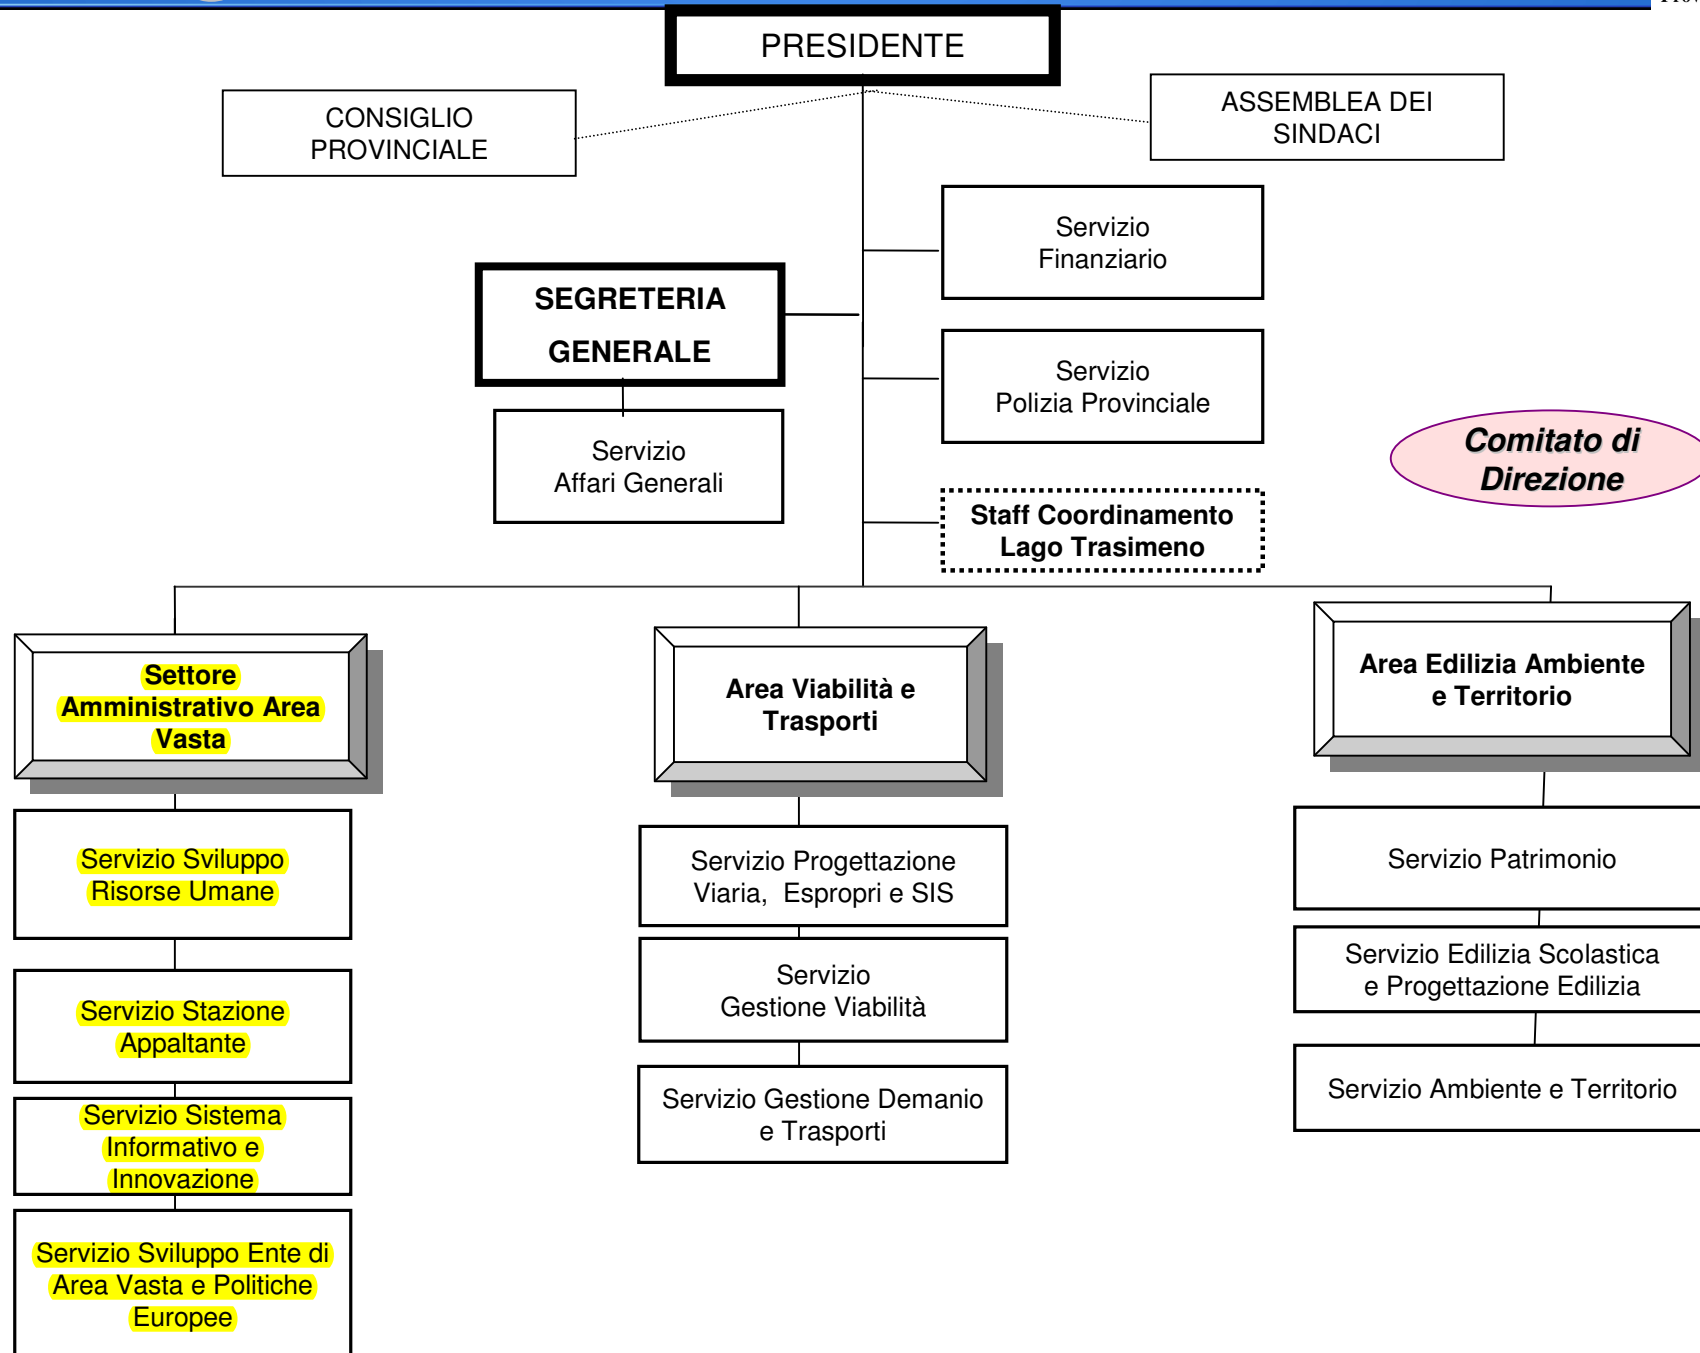 PRESIDENTE
CONSIGLIO
PROVINCIALE
ASSEMBLEA DEI
SINDACI
Servizio
Finanziario
SEGRETERIA
GENERALE
Servizio
Polizia Provinciale
Servizio
Affari Generali
Comitato di
Direzione
Staff Coordinamento
Lago Trasimeno
Settore
Amministrativo Area
Vasta
Area Viabilità e
Trasporti
Area Edilizia Ambiente
e Territorio
Servizio Sviluppo
Risorse Umane
Servizio Stazione
Appaltante
Servizio Sistema
Informativo e
Innovazione
Servizio Sviluppo Ente di
Area Vasta e Politiche
Europee
Servizio Progettazione
Viaria, Espropri e SIS
Servizio
Gestione Viabilità
Servizio Gestione Demanio
e Trasporti
Servizio Patrimonio
Servizio Edilizia Scolastica
e Progettazione Edilizia
Servizio Ambiente e Territorio